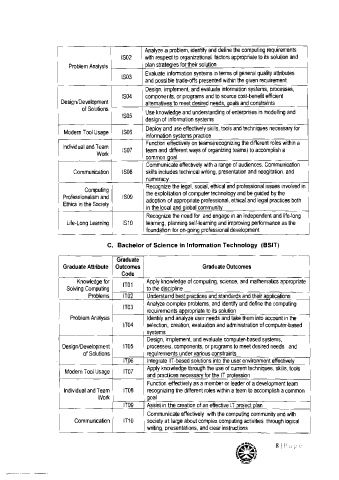 Analyze a problem, identify and define the computing requirements
Problem Analysis
IS02
with respect to organizational factors appropriate to its solution and
plan strategies for their solution
IS03
Evaluate information systems in terms of general quality attributes
and possible trade-offs presented within the given requirement
Design/Development
of Solutions
IS04
Design, implement, and evaluate information systems, processes,
components, or programs and to source cost-benefit efficient
alternatives to meet desired needs, goals and constraints
IS05
Use knowledge and understanding of enterprises in modelling and
design of information systems
Modern Tool Usage
IS06
Deploy and use effectively skills, tools and techniques necessary for
information systems practice
Individual and Team
Work
IS07
Function effectively on teams(recognizing the different roles within a
team and different ways of organizing teams) to accomplish a
common goal
Communication
IS08
Communicate effectively with a range of audiences. Communication
skills includes technical writing, presentation and negotiation, and
numeracy
Computing
Professionalism and
Ethics in the Society
IS09
Recognize the legal, social, ethical and professional issues involved in
the exploitation of computer technology and be guided by the
adoption of appropriate professional, ethical and legal practices both
in the local and global community
Life-Long Learning
IS10
Recognize the need for and engage in an independent and life-long
learning, planning self-learning and improving performance as the
foundation for on-going professional development
C. Bachelor of Science in Information Technology (BSIT)
Graduate Attribute
Graduate
Outcomes
Code
Graduate Outcomes
Knowledge for
Solving Computing
Problems
IT01
Apply knowledge of computing, science, and mathematics appropriate
to the discipline
IT02
Understand best practices and standards and their applications
Problem Analysis
IT03
Analyze complex problems, and identify and define the computing
requirements appropriate to its solution
IT04
Identify and analyze user needs and take them into account in the
selection, creation, evaluation and administration of computer-based
systems
Design/Development
of Solutions
IT05
Design, implement, and evaluate computer-based systems,
processes, components, or programs to meet desired needs and
requirements under various constraints
IT06
Integrate IT-based solutions into the user environment effectively
Modern Tool Usage
IT07
Apply knowledge through the use of current techniques, skills, tools
and practices necessary for the IT profession
Individual and Team
Work
IT08
Function effectively as a member or leader of a development team
recognizing the different roles within a team to accomplish a common
goal
IT09
Assist in the creation of an effective IT project plan
Communication
IT10
Communicate effectively with the computing community and with
society at large about complex computing activities through logical
writing, presentations, and clear instructions
8 | Page